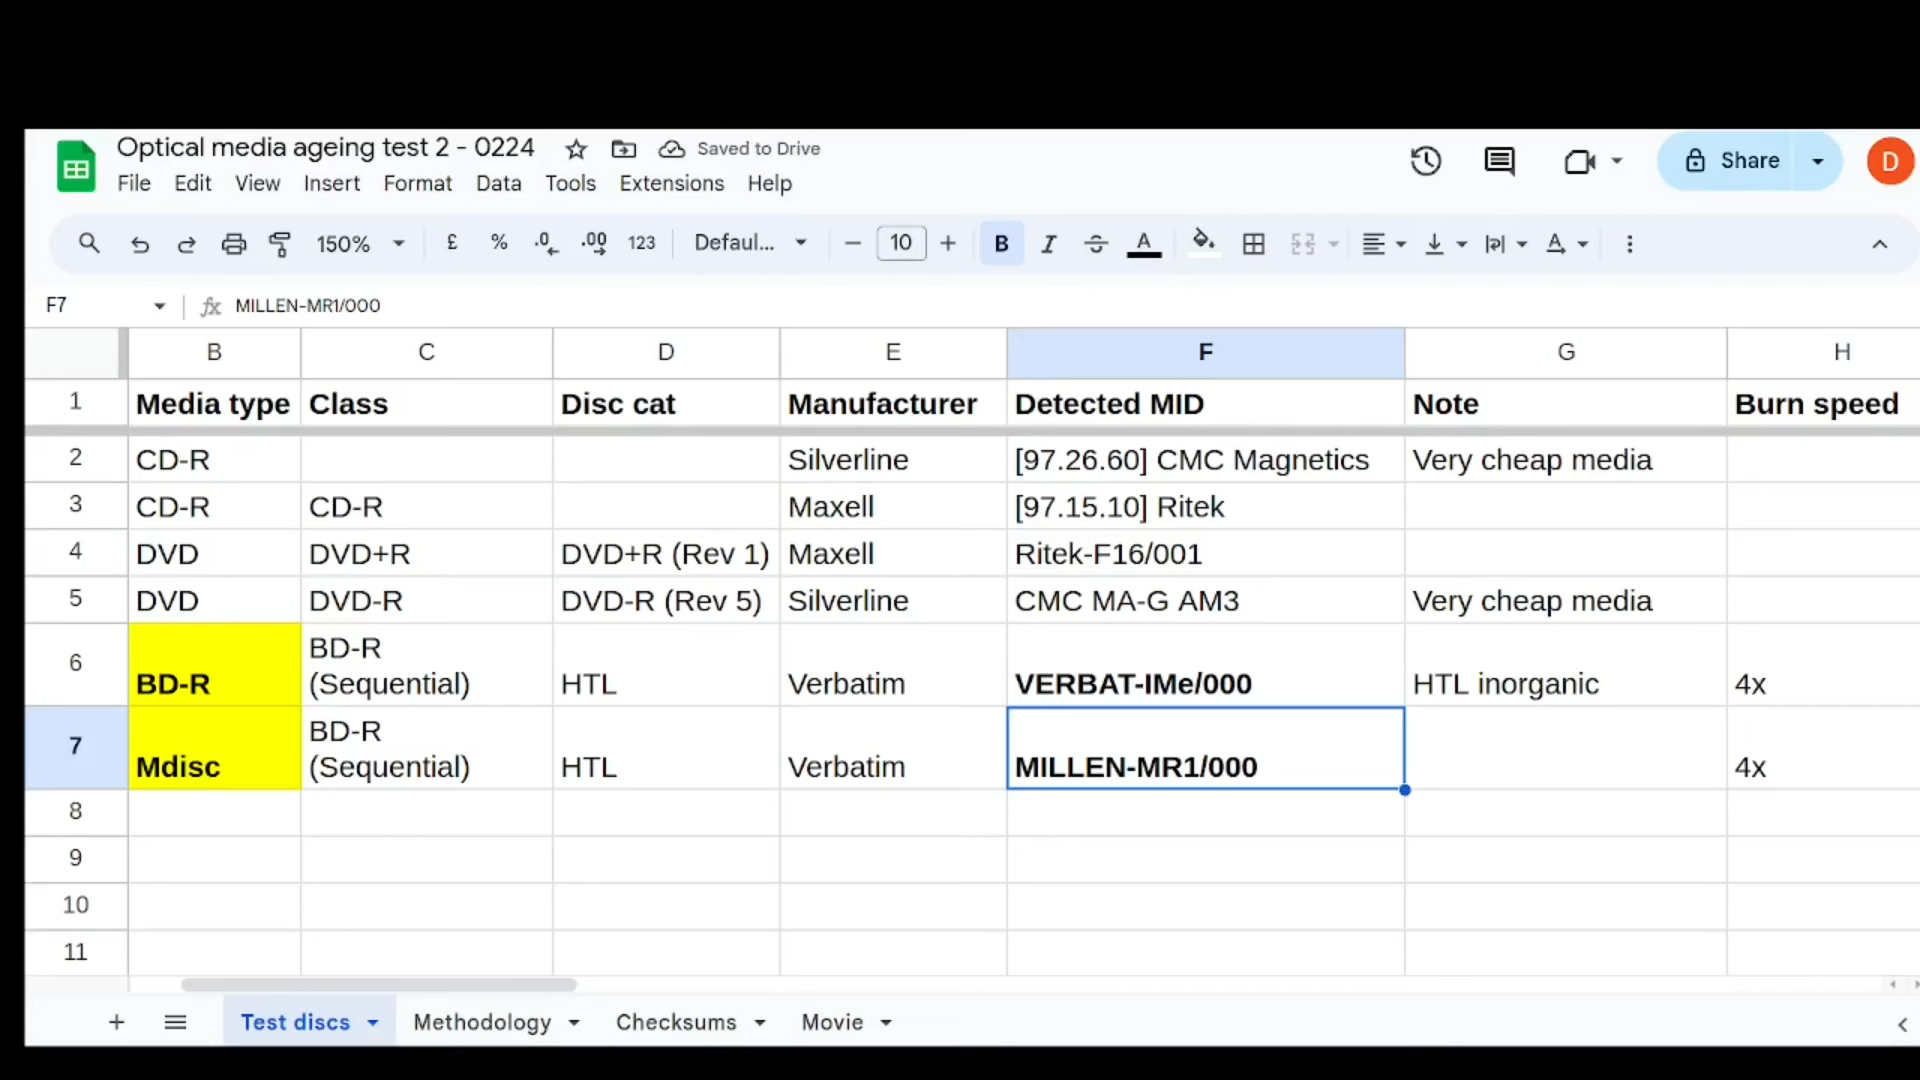 Optical media ageing test 2 - 0224 Saved to Drive
File Edit View Insert Format Data Tools Extensions Help
Share D
150% £ % .0 .00 123 Defaul... 10 B I A A
F7 fx MILLEN-MR1/000
B C D E F G H
1 Media type Class Disc cat Manufacturer Detected MID Note Burn speed
2 CD-R Silverline [97.26.60] CMC Magnetics Very cheap media
3 CD-R CD-R Maxell [97.15.10] Ritek
4 DVD DVD+R DVD+R (Rev 1) Maxell Ritek-F16/001
5 DVD DVD-R DVD-R (Rev 5) Silverline CMC MA-G AM3 Very cheap media
BD-R
6 BD-R (Sequential) HTL Verbatim VERBAT-IMe/000 HTL inorganic 4x
BD-R
7 Mdisc (Sequential) HTL Verbatim MILLEN-MR1/000 4x
8
9
10
11
Test discs Methodology Checksums Movie